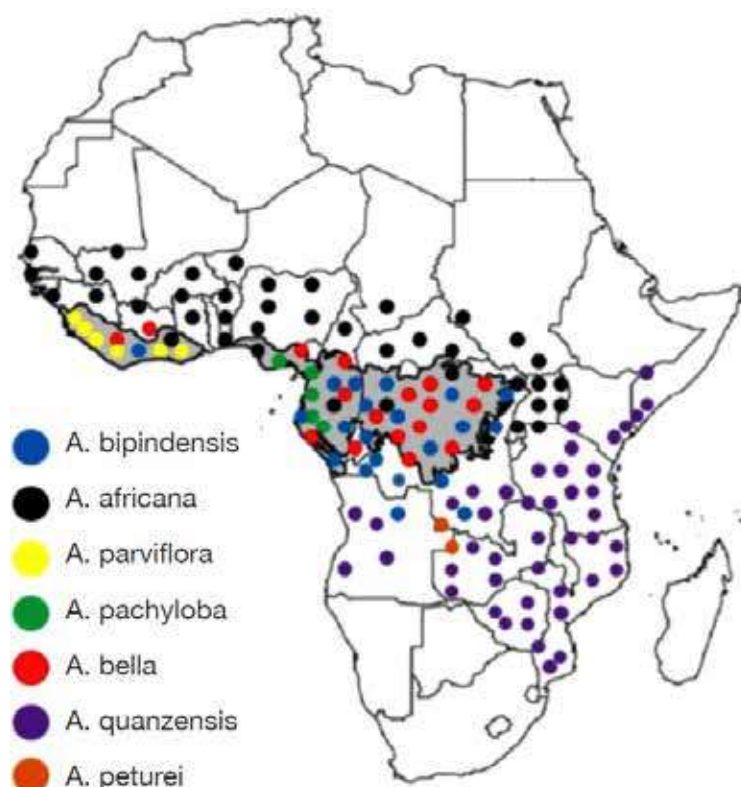 A. bipindensis
A. africana
A. parviflora
A. pachyloba
A. bella
A. quanzensis
A. peturei